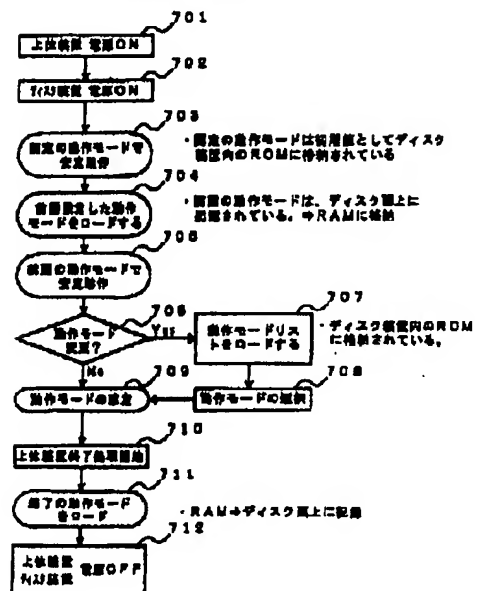 701
上体装置 電源ON
702
ディスク装置 電源ON
703
固定の動作モードで
安定動作
・固定の動作モードは初期値としてディスク
装置内のROMに格納されている
704
前回設定した動作
モードをロードする
・前回の動作モードは、ディスク面上に
記憶されている。⇒RAMに格納
705
前回の動作モードで
安定動作
706
動作モード
変更?
Yes
No
707
動作モードリス
トをロードする
・ディスク装置内のROM
に格納されている。
708
動作モードの選択
709
動作モードの設定
710
上体装置終了処理開始
711
終了の動作モード
をロード
・RAM⇒ディスク面上に記録
712
上体装置
ディスク装置 電源OFF